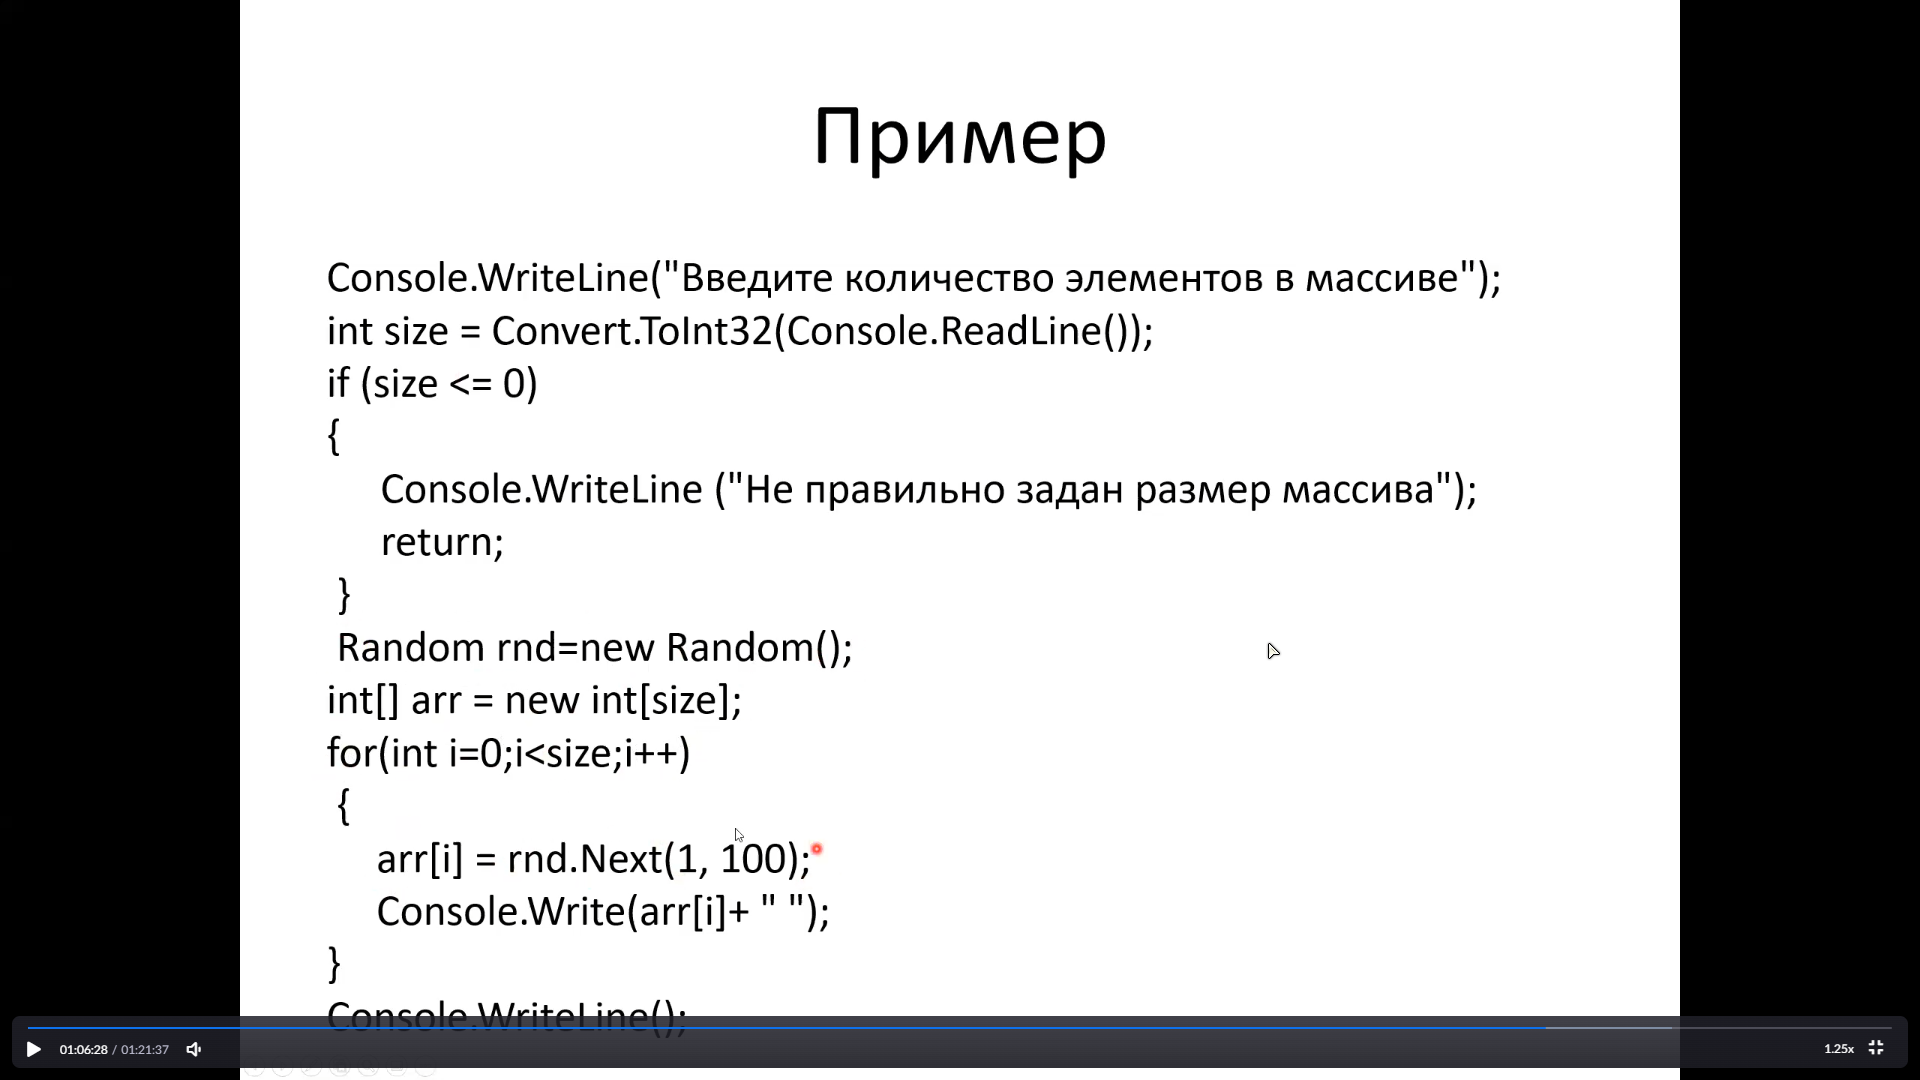 Пример
Console.WriteLine("Введите количество элементов в массиве");
int size = Convert.ToInt32(Console.ReadLine());
if (size <= 0)
{
Console.WriteLine ("Не правильно задан размер массива");
return;
}
Random rnd=new Random();
int[] arr = new int[size];
for(int i=0;i<size;i++)
{
arr[i] = rnd.Next(1, 100);
Console.Write(arr[i]+ " ");
}
Console.WriteLine();
01:06:28 / 01:21:37
1.25x